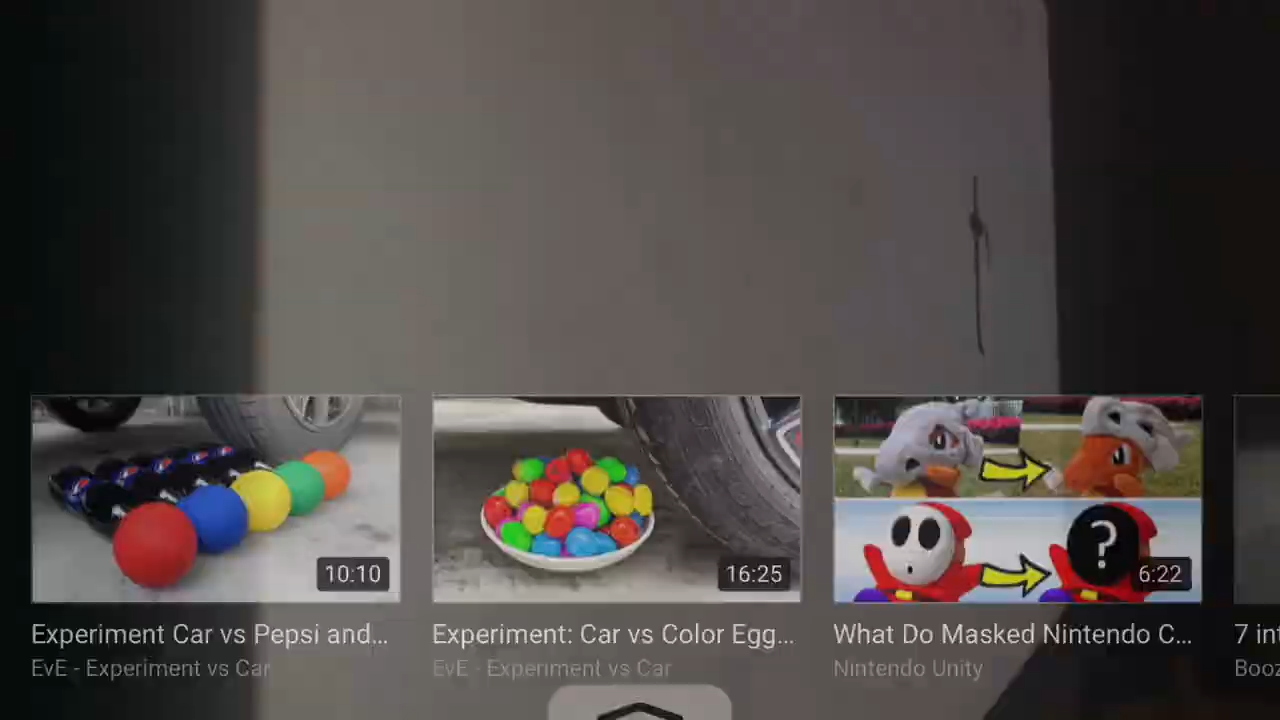 10:10
16:25
6:22
?
Experiment Car vs Pepsi and...
Experiment: Car vs Color Egg...
What Do Masked Nintendo C...
7 in
EvE - Experiment vs Car
EvE - Experiment vs Car
Nintendo Unity
Booz